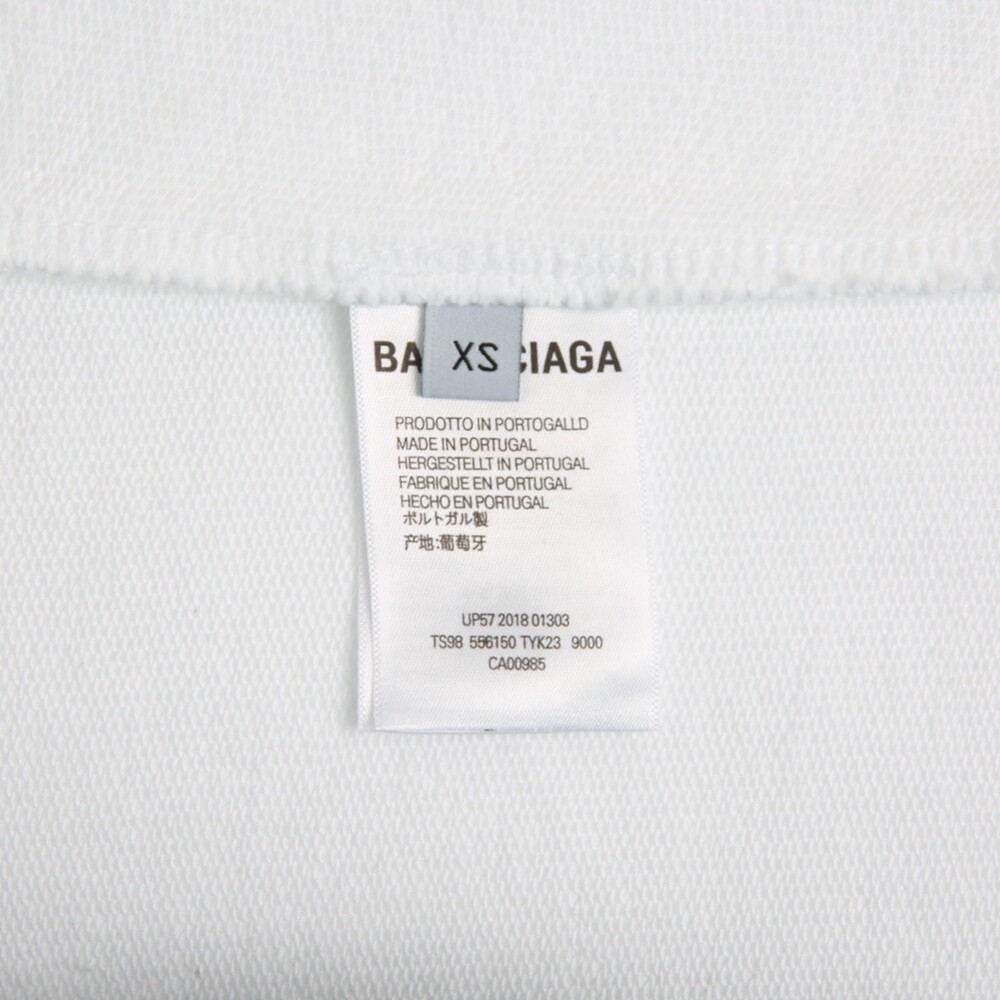 BA CIAGA
XS
PRODOTTO IN PORTOGALLD
MADE IN PORTUGAL
HERGESTELLT IN PORTUGAL
FABRIQUE EN PORTUGAL
HECHO EN PORTUGAL
ポルトガル製
产地:葡萄牙
UP57 2018 01303
TS98 556150 TYK23 9000
CA00985